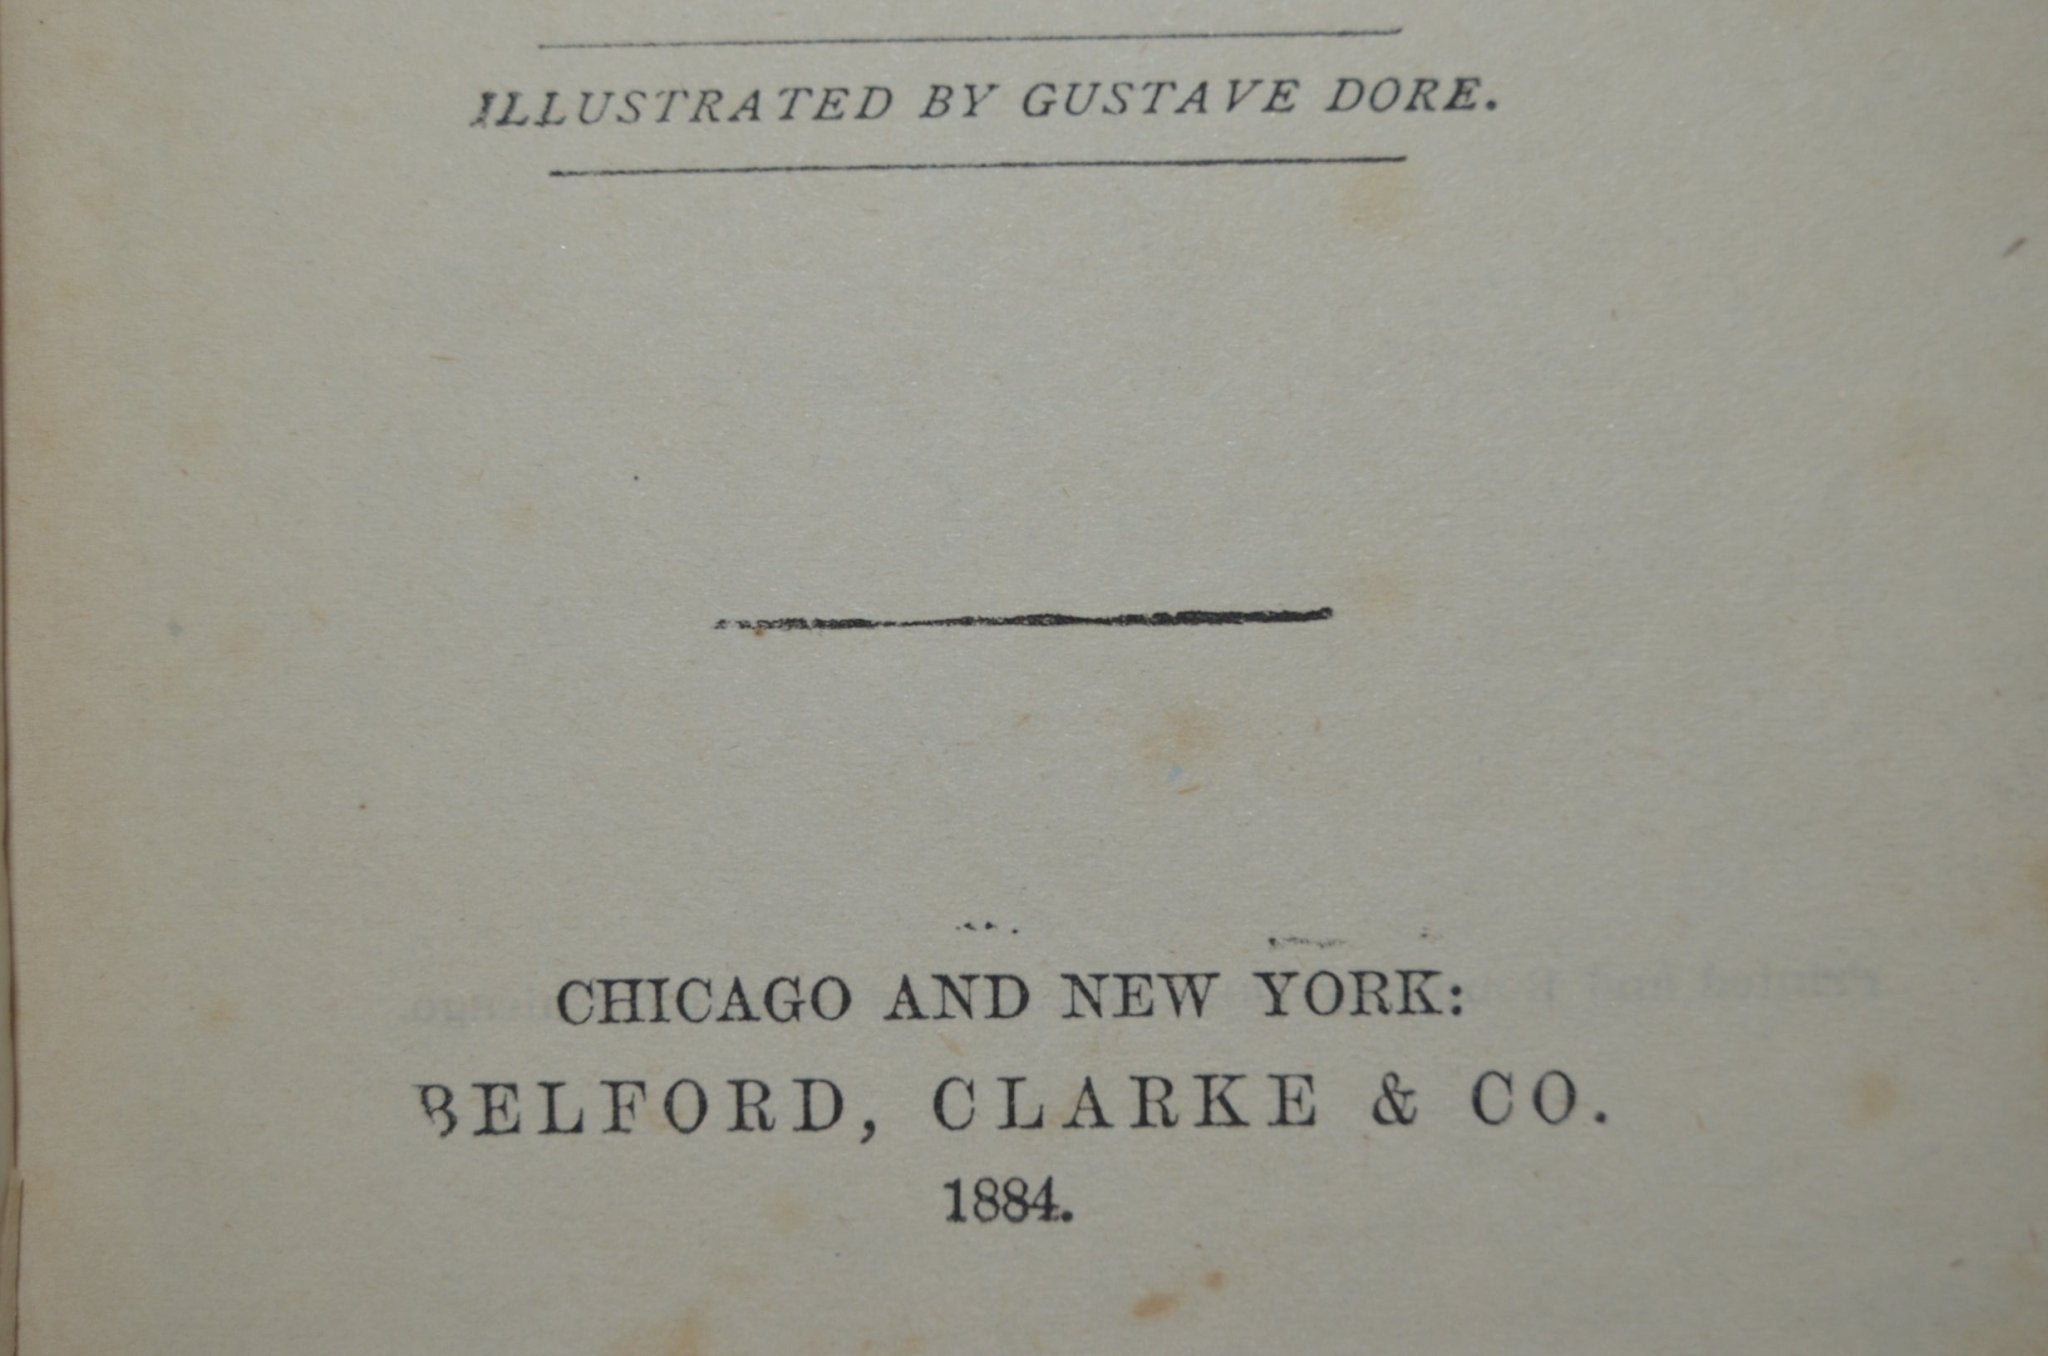 ILLUSTRATED BY GUSTAVE DORE.
CHICAGO AND NEW YORK:
BELFORD, CLARKE & CO.
1884.